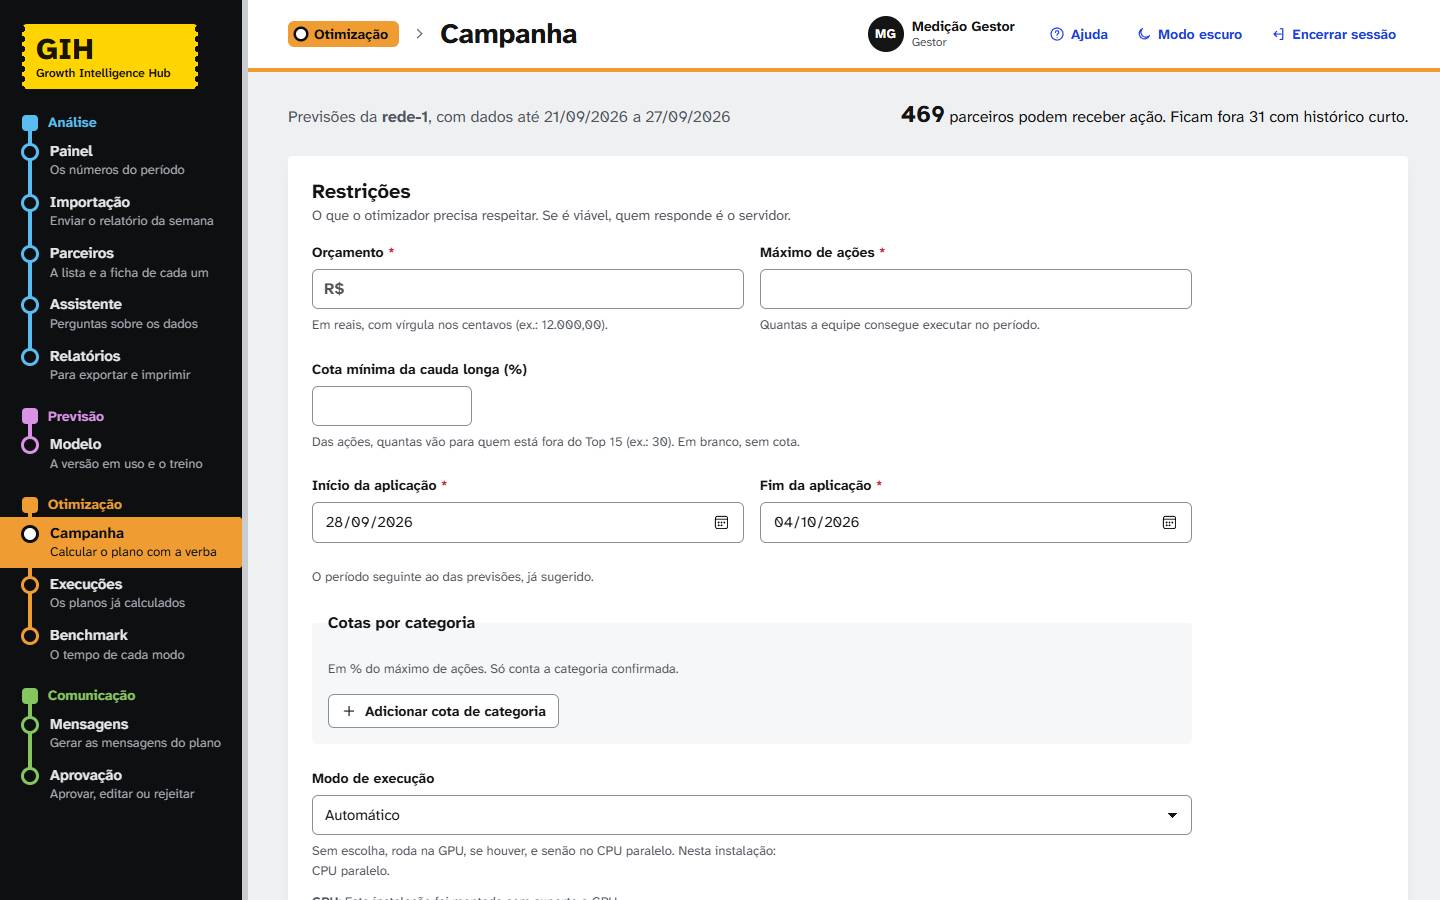 GIH
Growth Intelligence Hub
Análise
Painel
Os números do período
Importação
Enviar o relatório da semana
Parceiros
A lista e a ficha de cada um
Assistente
Perguntas sobre os dados
Relatórios
Para exportar e imprimir
Previsão
Modelo
A versão em uso e o treino
Otimização
Campanha
Calcular o plano com a verba
Execuções
Os planos já calculados
Benchmark
O tempo de cada modo
Comunicação
Mensagens
Gerar as mensagens do plano
Aprovação
Aprovar, editar ou rejeitar
Otimização > Campanha
MG
Medição Gestor
Gestor
Ajuda
Modo escuro
Encerrar sessão
Previsões da rede-1, com dados até 21/09/2026 a 27/09/2026
469 parceiros podem receber ação. Ficam fora 31 com histórico curto.
Restrições
O que o otimizador precisa respeitar. Se é viável, quem responde é o servidor.
Orçamento *
R$
Em reais, com vírgula nos centavos (ex.: 12.000,00).
Máximo de ações *
Quantas a equipe consegue executar no período.
Cota mínima da cauda longa (%)
Das ações, quantas vão para quem está fora do Top 15 (ex.: 30). Em branco, sem cota.
Início da aplicação *
28/09/2026
Fim da aplicação *
04/10/2026
O período seguinte ao das previsões, já sugerido.
Cotas por categoria
Em % do máximo de ações. Só conta a categoria confirmada.
+ Adicionar cota de categoria
Modo de execução
Automático
Sem escolha, roda na GPU, se houver, e senão no CPU paralelo. Nesta instalação:
CPU paralelo.